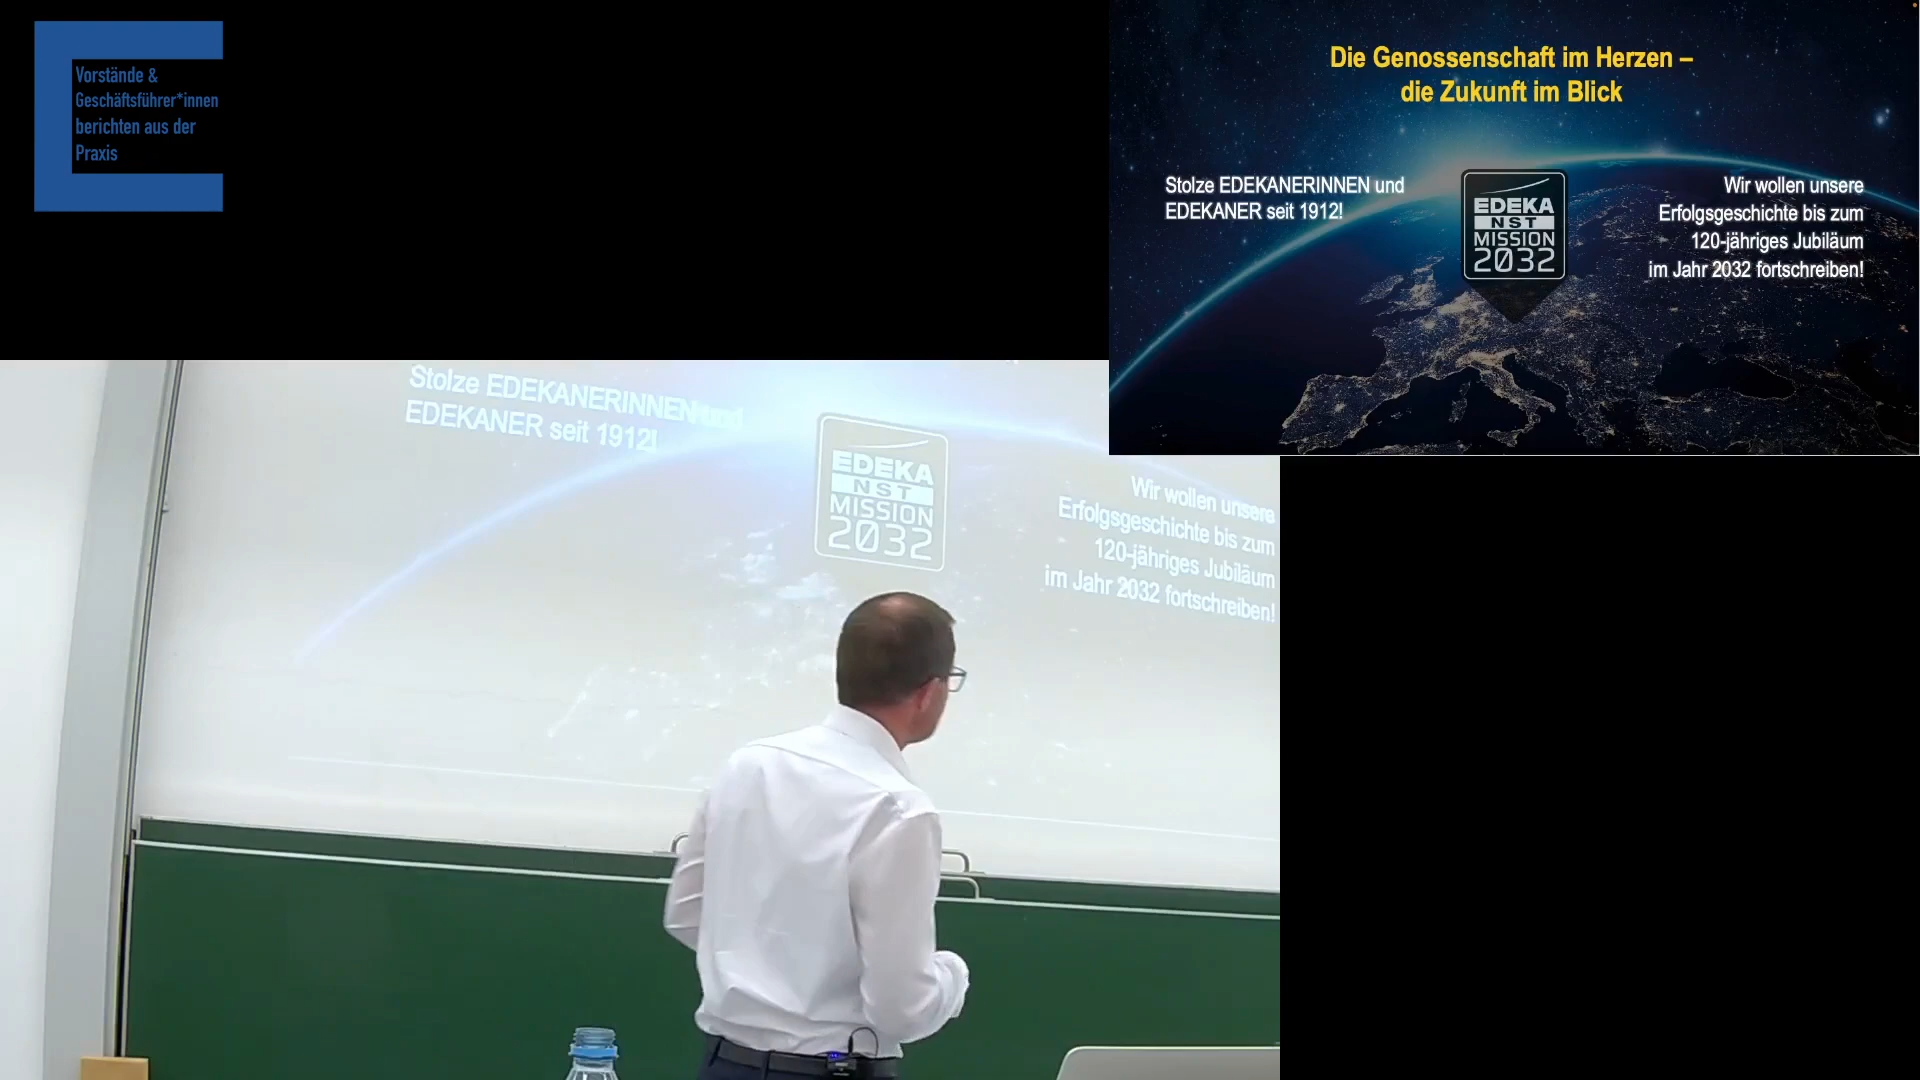 Vorstände &
Geschäftsführer*innen
berichten aus der
Praxis
Die Genossenschaft im Herzen –
die Zukunft im Blick
Stolze EDEKANERINNEN und
EDEKANER seit 1912!
EDEKA
NST
MISSION
2032
Wir wollen unsere
Erfolgsgeschichte bis zum
120-jähriges Jubiläum
im Jahr 2032 fortschreiben!
Stolze EDEKANERINNEN und
EDEKANER seit 1912!
EDEKA
NST
MISSION
2032
Wir wollen unsere
Erfolgsgeschichte bis zum
120-jähriges Jubiläum
im Jahr 2032 fortschreiben!